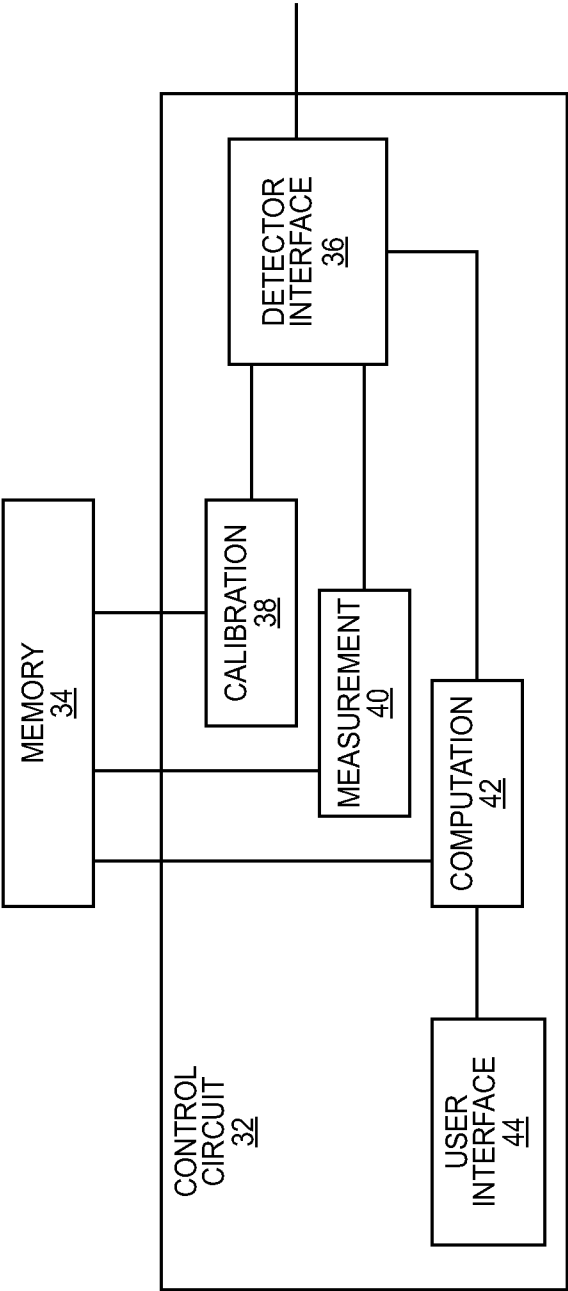 MEMORY
34
CONTROL
CIRCUIT
32
CALIBRATION
38
DETECTOR
INTERFACE
36
MEASUREMENT
40
COMPUTATION
42
USER
INTERFACE
44